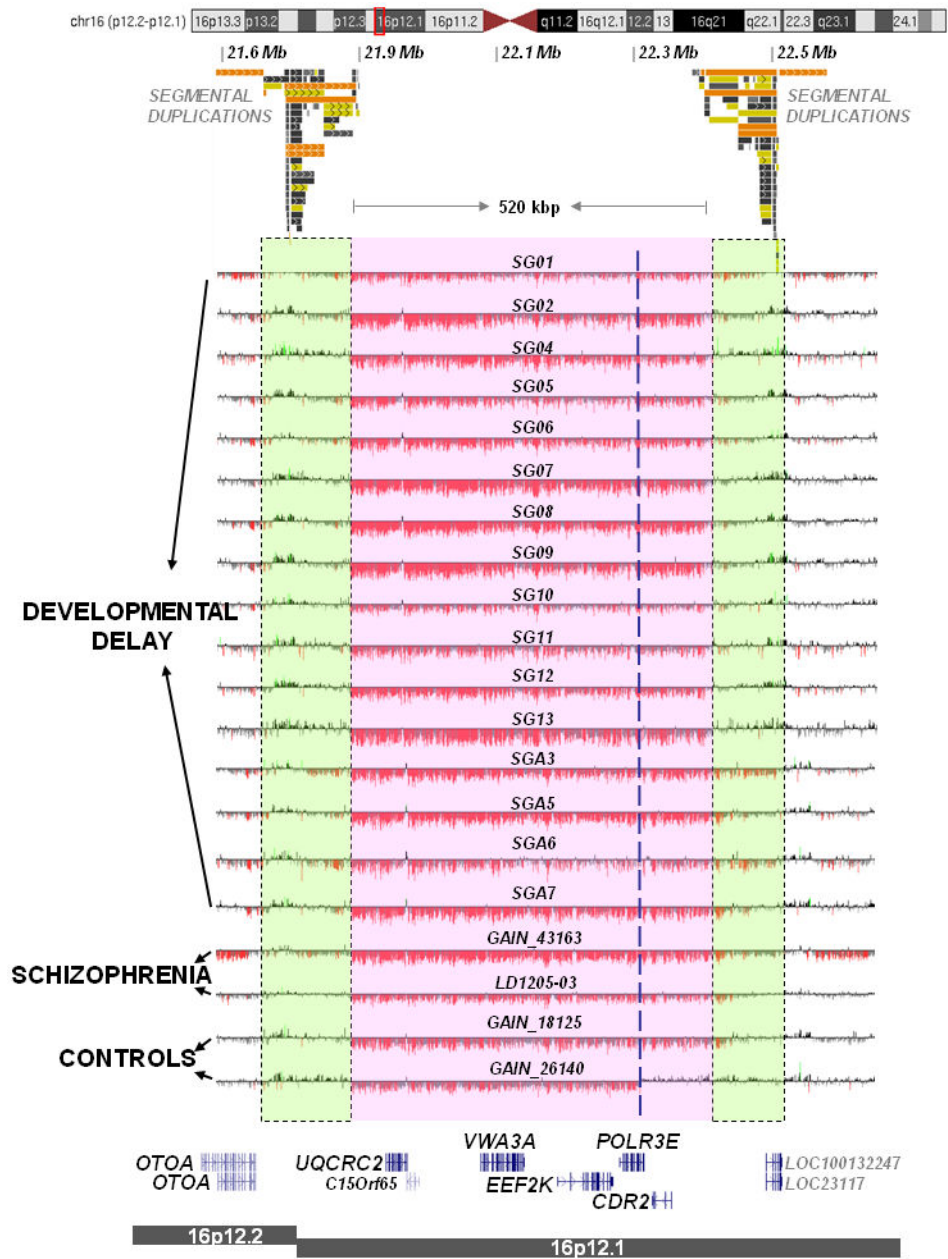 chr16 (p12.2-p12.1) 16p13.3 p13.2 p12.3 16p12.1 16p11.2 q11.2 16q12.1 12.2 13 16q21 q22.1 22.3 q23.1 24.1
21.6 Mb 21.9 Mb 22.1 Mb 22.3 Mb 22.5 Mb
SEGMENTAL DUPLICATIONS
SEGMENTAL DUPLICATIONS
520 kbp
SG01
SG02
SG04
SG05
SG06
SG07
SG08
SG09
SG10
SG11
SG12
SG13
SGA3
SGA5
SGA6
SGA7
DEVELOPMENTAL
DELAY
GAIN_43163
SCHIZOPHRENIA
LD1205-03
GAIN_18125
CONTROLS
GAIN_26140
VWA3A POLR3E
OTOA UQCRC2 LOC100132247
OTOA C15Orf65 EEF2K LOC23117
CDR2
16p12.2
16p12.1